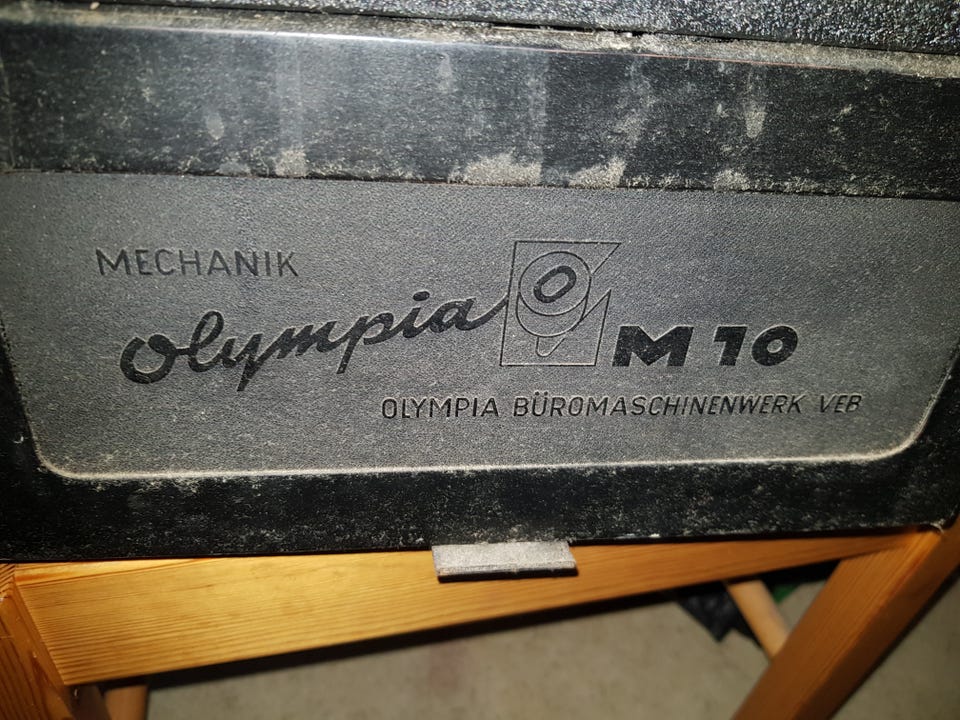 MECHANIK
Olympia M 10
OLYMPIA BÜROMASCHINENWERK VEB